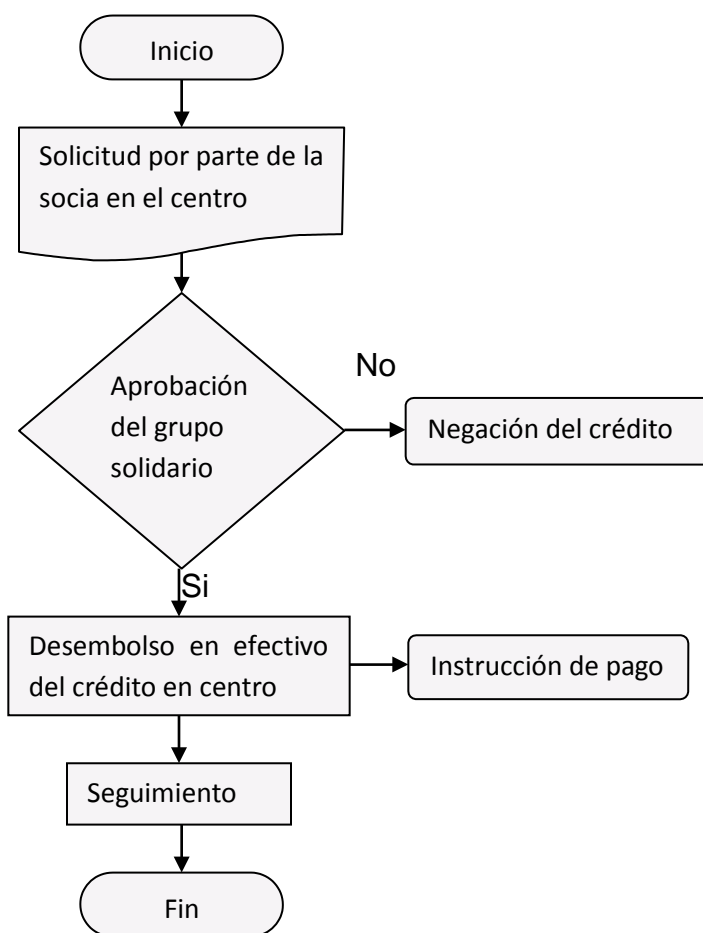 Inicio
Solicitud por parte de la
socia en el centro
Aprobación
del grupo
solidario
No
Negación del crédito
Si
Desembolso en efectivo
del crédito en centro
Instrucción de pago
Seguimiento
Fin